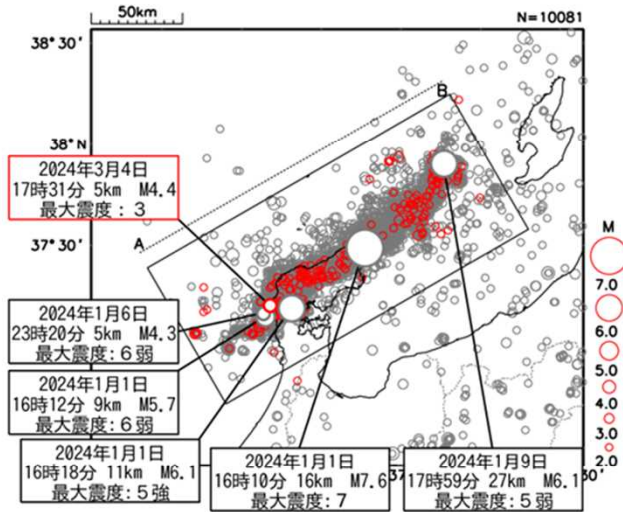 50km
N=10081
38°30'
38°N
37°30'
A
B
2024年3月4日
17時31分 5km M4.4
最大震度：3
2024年1月6日
23時20分 5km M4.3
最大震度：6弱
2024年1月1日
16時12分 9km M5.7
最大震度：6弱
2024年1月1日
16時18分 11km M6.1
最大震度：5強
2024年1月1日
16時10分 16km M7.6
最大震度：7
2024年1月9日
17時59分 27km M6.1
最大震度：5弱
M
7.0
6.0
5.0
4.0
3.0
2.0